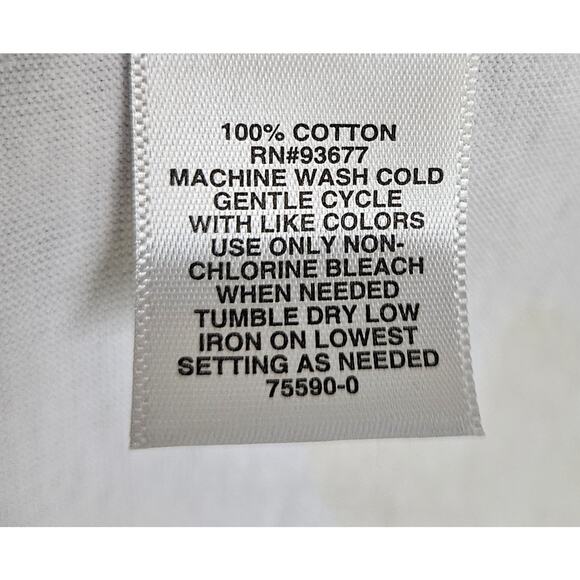 100% COTTON
RN#93677
MACHINE WASH COLD
GENTLE CYCLE
WITH LIKE COLORS
USE ONLY NON-
CHLORINE BLEACH
WHEN NEEDED
TUMBLE DRY LOW
IRON ON LOWEST
SETTING AS NEEDED
75590-0